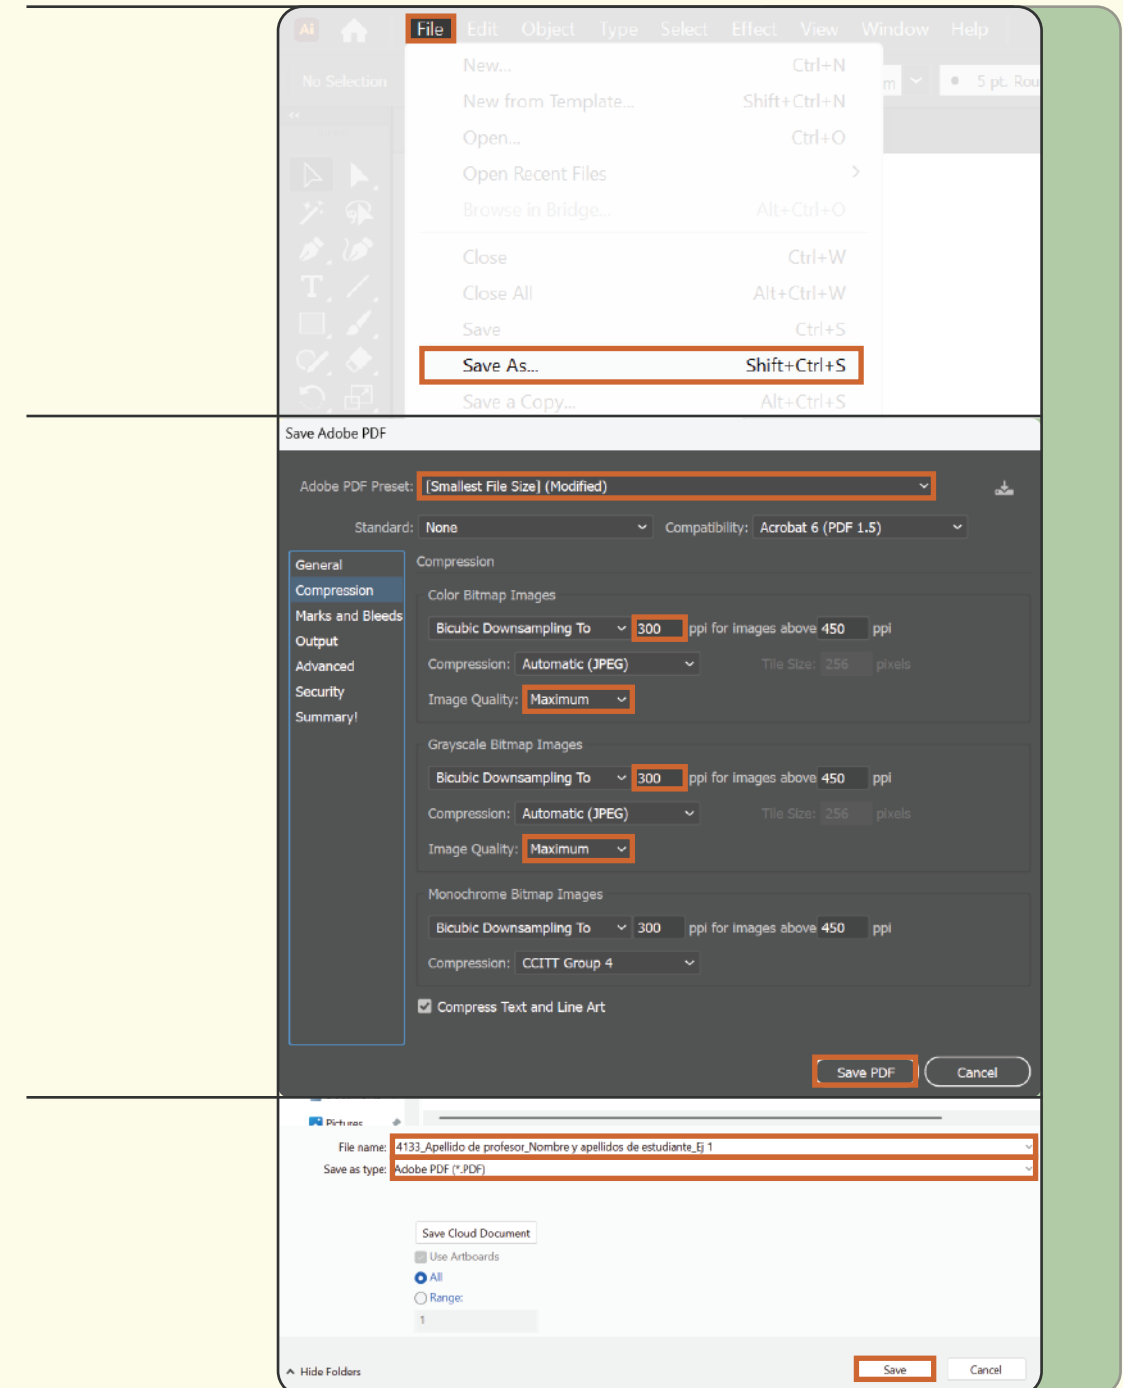 Ai File Edit Object Type Select Effect View Window Help
No Selection
5 pt. Rou
New... Ctrl+N
New from Template... Shift+Ctrl+N
Open... Ctrl+O
Open Recent Files
Browse in Bridge... Alt+Ctrl+O
Close Ctrl+W
Close All Alt+Ctrl+W
Save Ctrl+S
Save As... Shift+Ctrl+S
Save a Copy... Alt+Ctrl+S
Save Adobe PDF
Adobe PDF Preset: [Smallest File Size] (Modified)
Standard: None Compatibility: Acrobat 6 (PDF 1.5)
General
Compression
Marks and Bleeds
Output
Advanced
Security
Summary!
Compression
Color Bitmap Images
Bicubic Downsampling To 300 ppi for images above 450 ppi
Compression: Automatic (JPEG) Tile Size: 256 pixels
Image Quality: Maximum
Grayscale Bitmap Images
Bicubic Downsampling To 300 ppi for images above 450 ppi
Compression: Automatic (JPEG) Tile Size: 256 pixels
Image Quality: Maximum
Monochrome Bitmap Images
Bicubic Downsampling To 300 ppi for images above 450 ppi
Compression: CCITT Group 4
Compress Text and Line Art
Save PDF Cancel
Pictures
File name: 4133_Apellido de profesor_Nombre y apellidos de estudiante_Ej 1
Save as type: Adobe PDF (*.PDF)
Save Cloud Document
Use Artboards
All
Range:
1
Hide Folders
Save Cancel